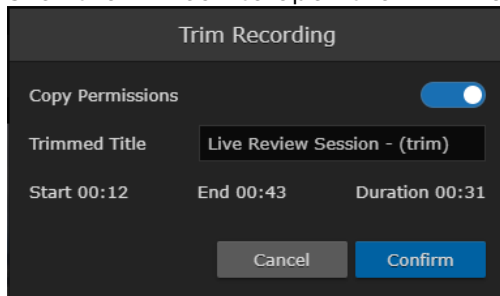 Trim Recording
Copy Permissions
Trimmed Title Live Review Session - (trim)
Start 00:12 End 00:43 Duration 00:31
Cancel Confirm